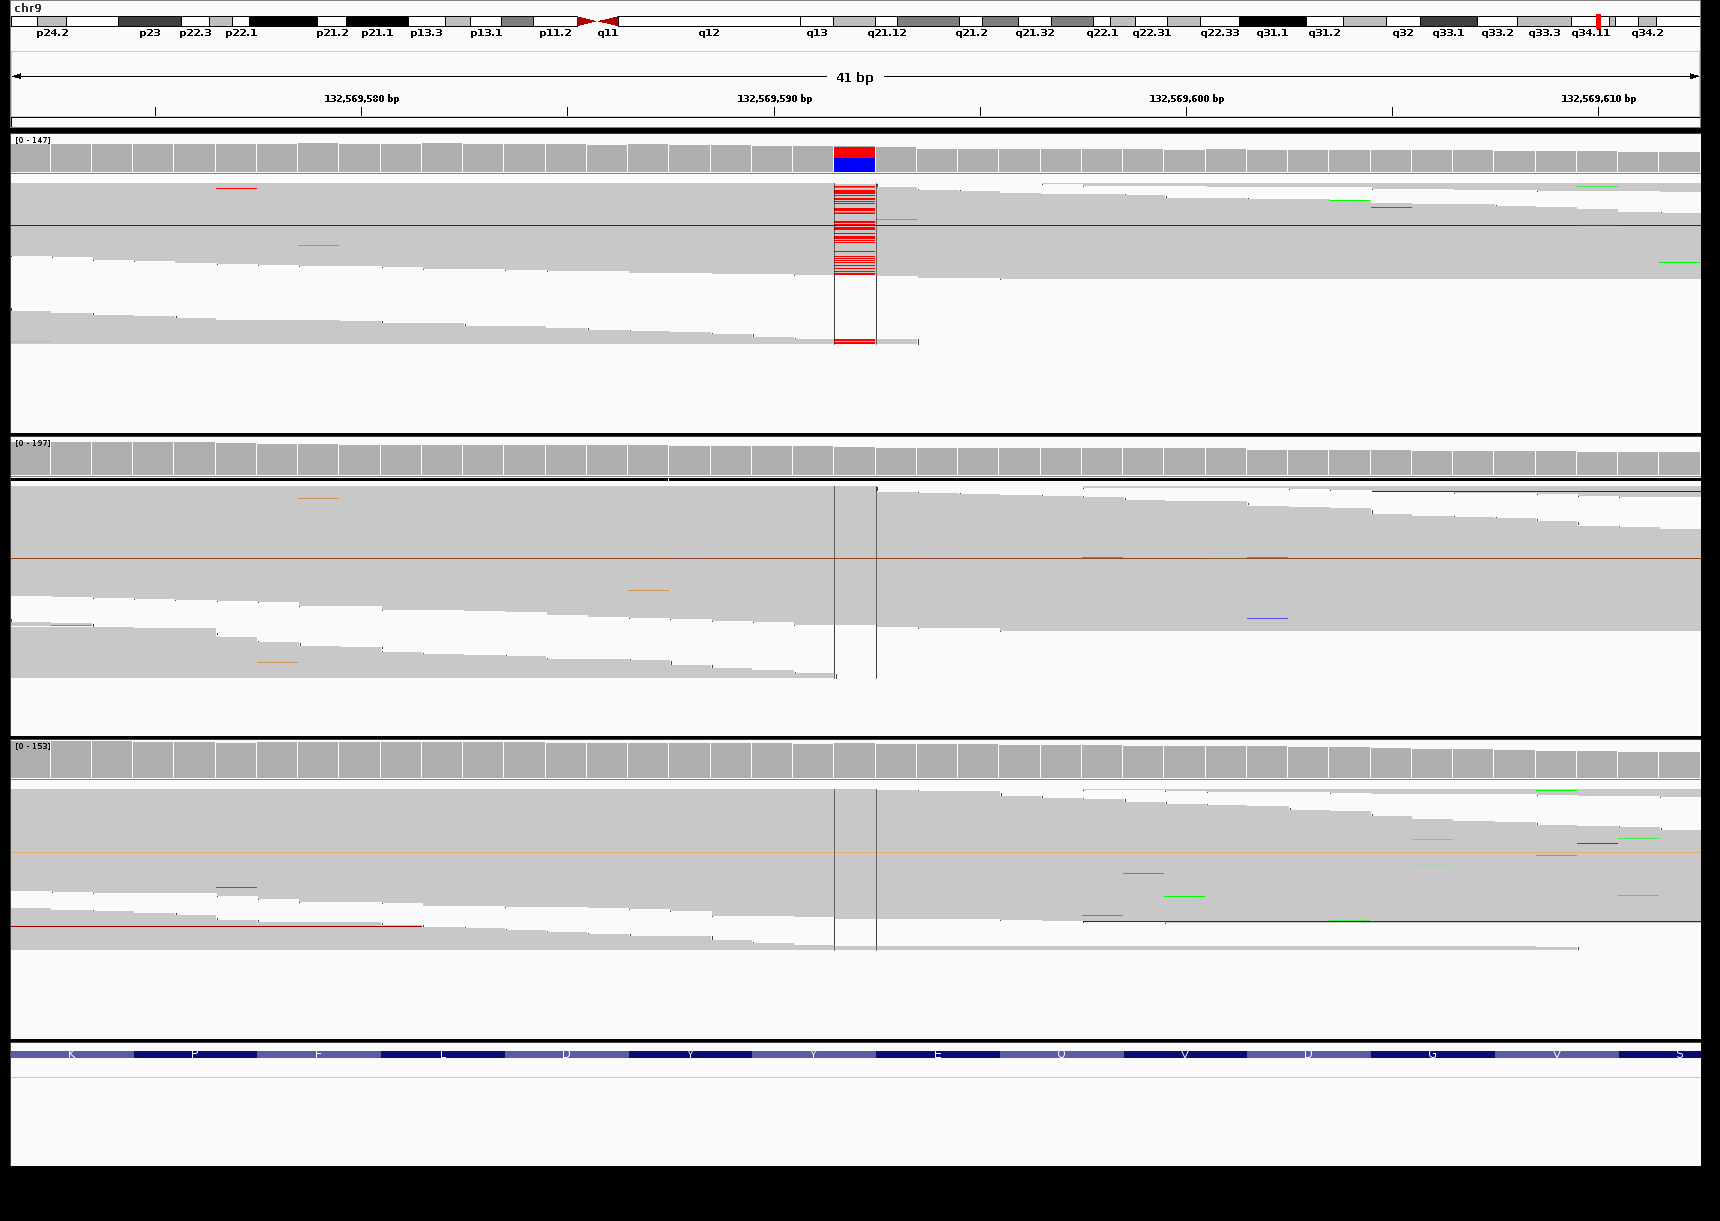 chr9
p24.2 p23 p22.3 p22.1 p21.2 p21.1 p13.3 p13.1 p11.2 q11 q12 q13 q21.12 q21.2 q21.32 q22.1 q22.31 q22.33 q31.1 q31.2 q32 q33.1 q33.2 q33.3 q34.11 q34.2
41 bp
132,569,580 bp 132,569,590 bp 132,569,600 bp 132,569,610 bp
[0 - 147]
[0 - 197]
[0 - 153]
K P F L D Y Y E Q V D G V S